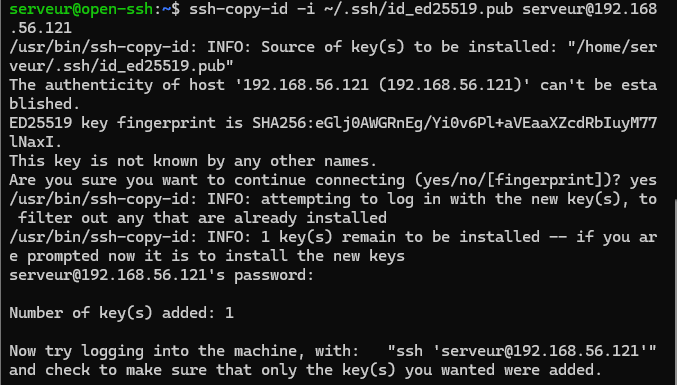 serveur@open-ssh:~$ ssh-copy-id -i ~/.ssh/id_ed25519.pub serveur@192.168
.56.121
/usr/bin/ssh-copy-id: INFO: Source of key(s) to be installed: "/home/ser
veur/.ssh/id_ed25519.pub"
The authenticity of host '192.168.56.121 (192.168.56.121)' can't be esta
blished.
ED25519 key fingerprint is SHA256:eGlj0AWGRnEg/Yi0v6Pl+aVEaaXZcdRbIuyM77
lNaxI.
This key is not known by any other names.
Are you sure you want to continue connecting (yes/no/[fingerprint])? yes
/usr/bin/ssh-copy-id: INFO: attempting to log in with the new key(s), to
 filter out any that are already installed
/usr/bin/ssh-copy-id: INFO: 1 key(s) remain to be installed -- if you ar
e prompted now it is to install the new keys
serveur@192.168.56.121's password:

Number of key(s) added: 1

Now try logging into the machine, with:   "ssh 'serveur@192.168.56.121'"
and check to make sure that only the key(s) you wanted were added.